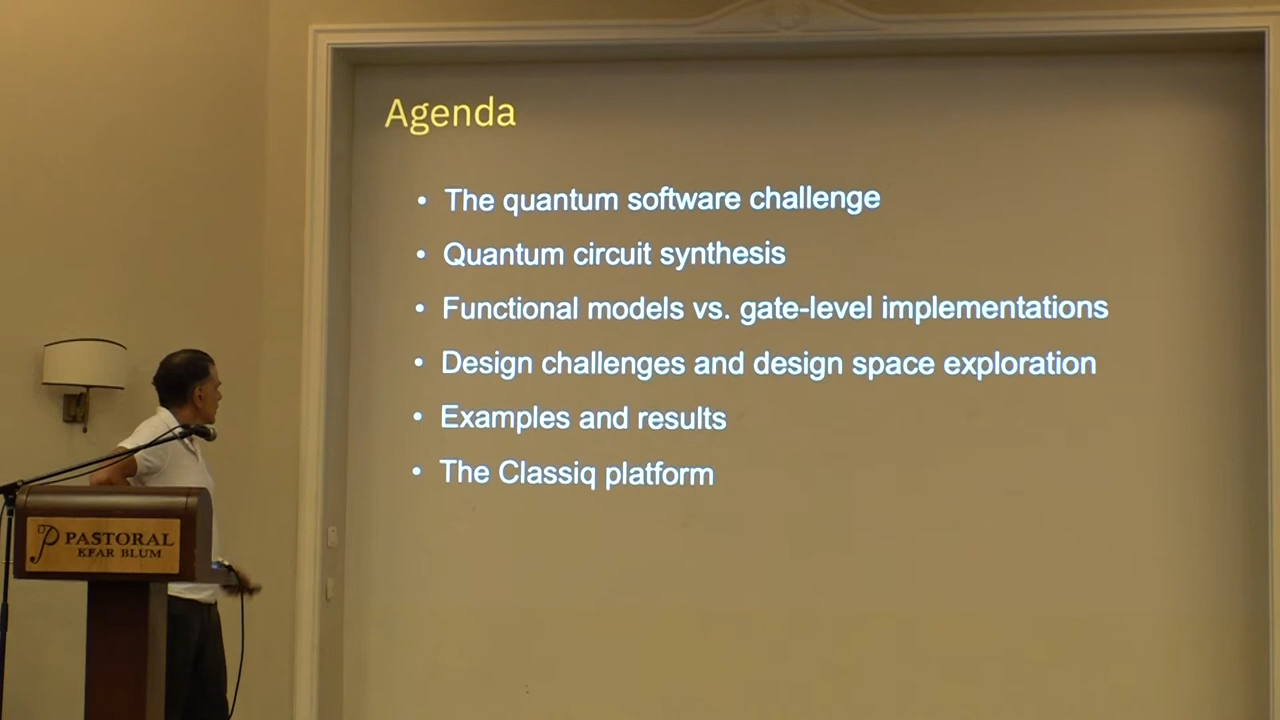 Agenda
• The quantum software challenge
• Quantum circuit synthesis
• Functional models vs. gate-level implementations
• Design challenges and design space exploration
• Examples and results
• The Classiq platform
PASTORAL
KFAR BLUM